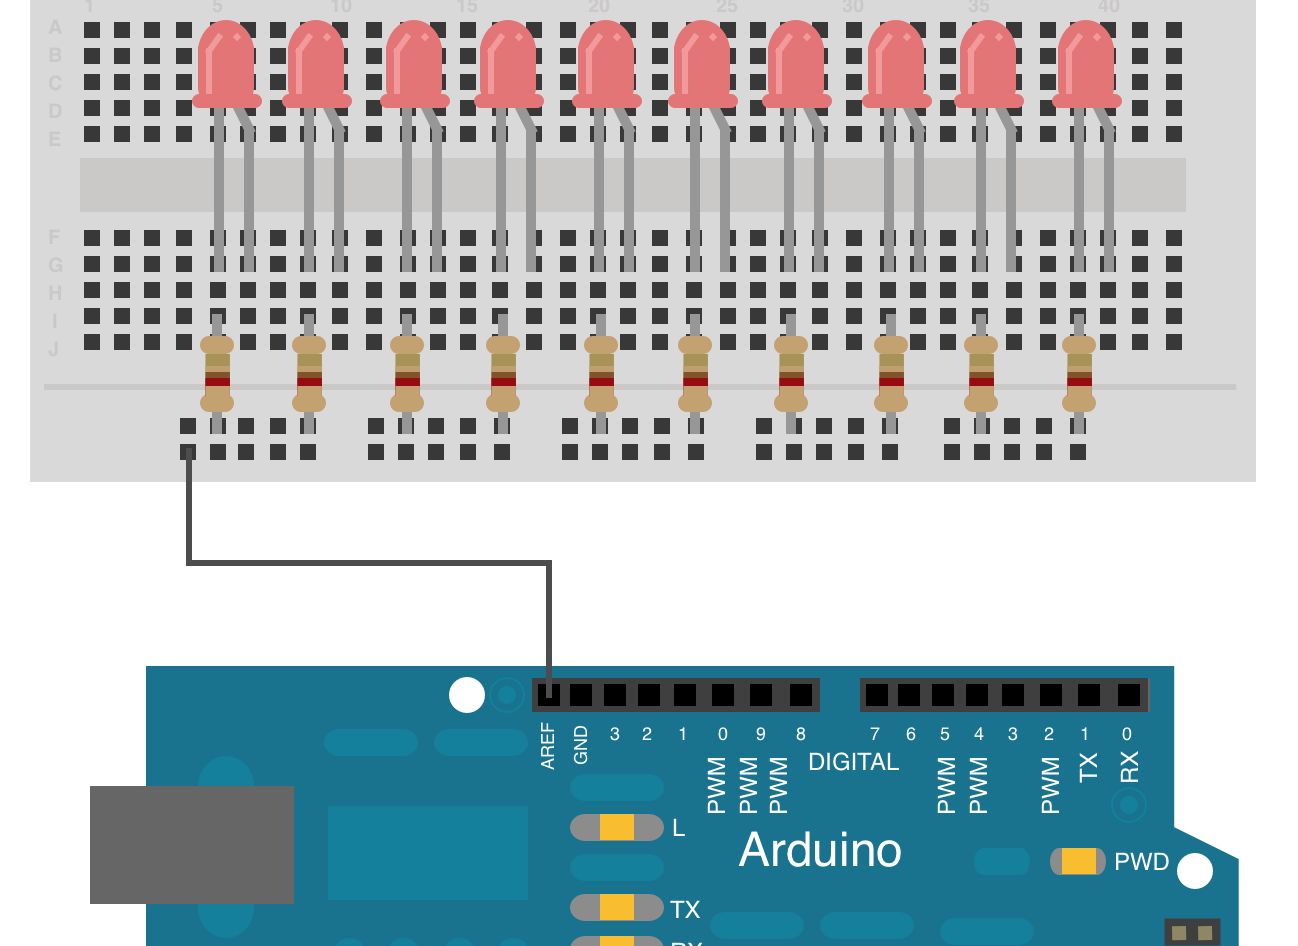 1 5 10 15 20 25 30 35 40
A
B
C
D
E
F
G
H
I
J
AREF GND 3 2 1 0 9 8 7 6 5 4 3 2 1 0
PWM PWM PWM DIGITAL PWM PWM PWM TX RX
L
Arduino
PWD
TX
RX